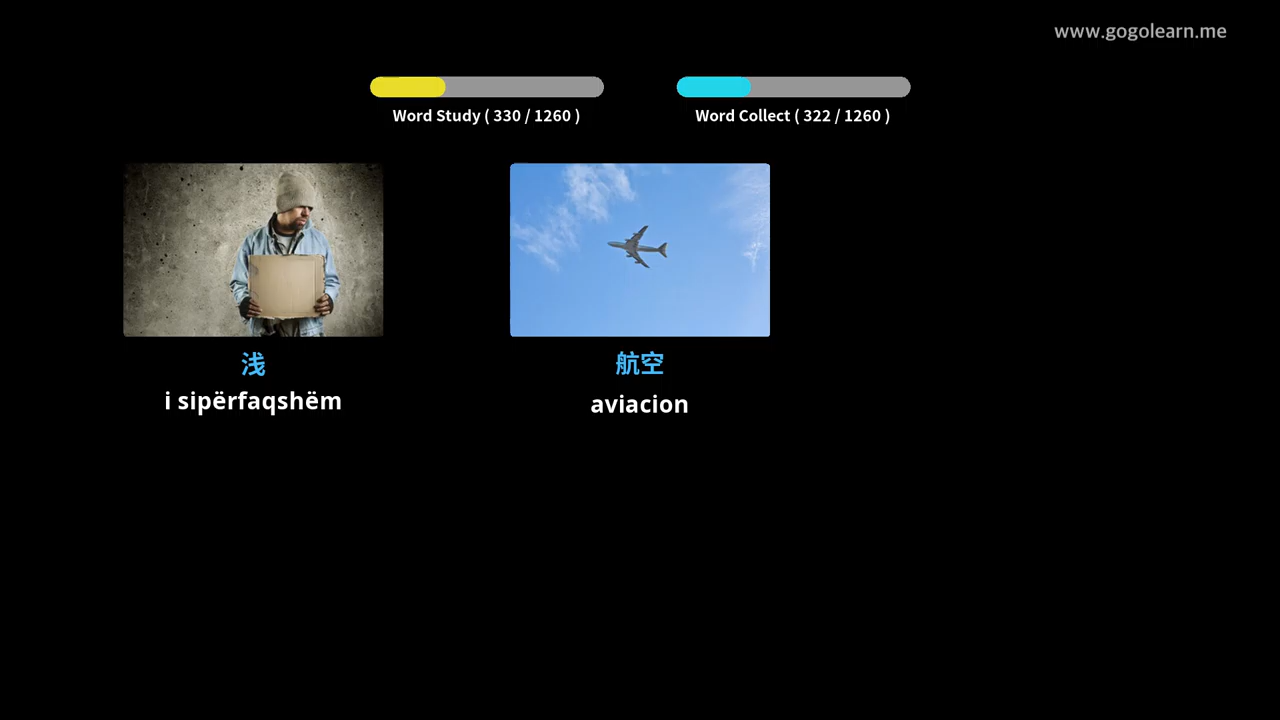 www.gogolearn.me
Word Study ( 330 / 1260 )
Word Collect ( 322 / 1260 )
浅
i sipërfaqshëm
航空
aviacion